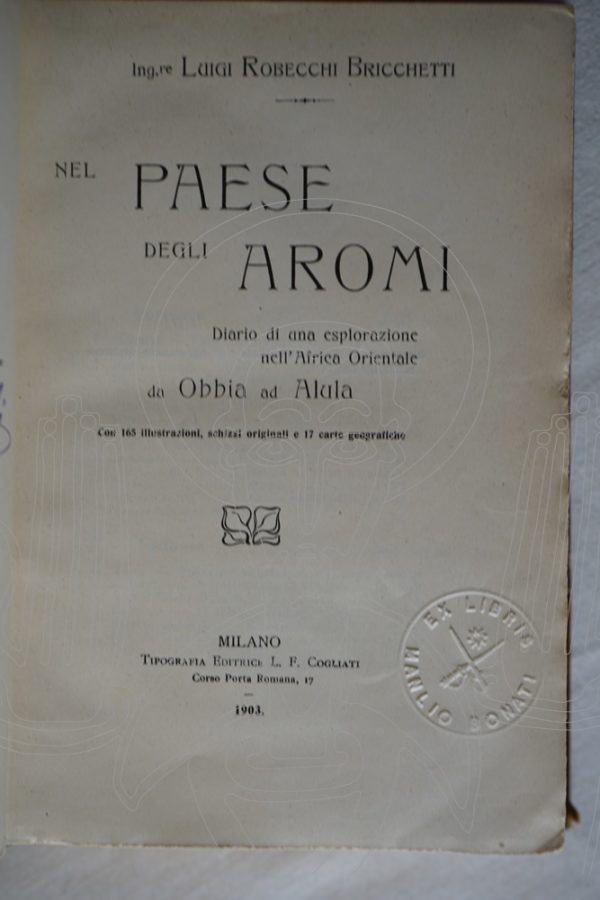 Ing.re LUIGI ROBECCHI BRICCHETTI
NEL PAESE
DEGLI AROMI
Diario di una esplorazione
nell'Africa Orientale
da Obbia ad Alula
Con 165 illustrazioni, schizzi originali e 17 carte geografiche
MILANO
TIPOGRAFIA EDITRICE L. F. COGLIATI
Corso Porta Romana, 17
1903.
EX LIBRIS
MANLIO BONATI